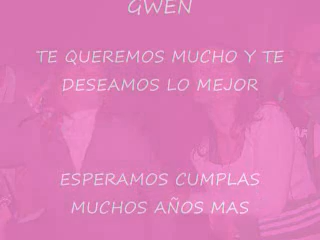 GWEN
TE QUEREMOS MUCHO Y TE
DESEAMOS LO MEJOR
ESPERAMOS CUMPLAS
MUCHOS AÑOS MAS